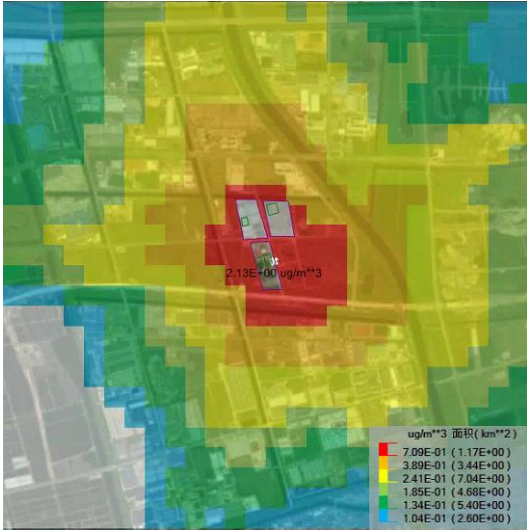 2.13E+00 ug/m**3
ug/m**3 面积( km**2 )
7.09E-01 ( 1.17E+00 )
3.89E-01 ( 3.44E+00 )
2.41E-01 ( 7.04E+00 )
1.85E-01 ( 4.68E+00 )
1.34E-01 ( 5.40E+00 )
1.04E-01 ( 2.60E+00 )